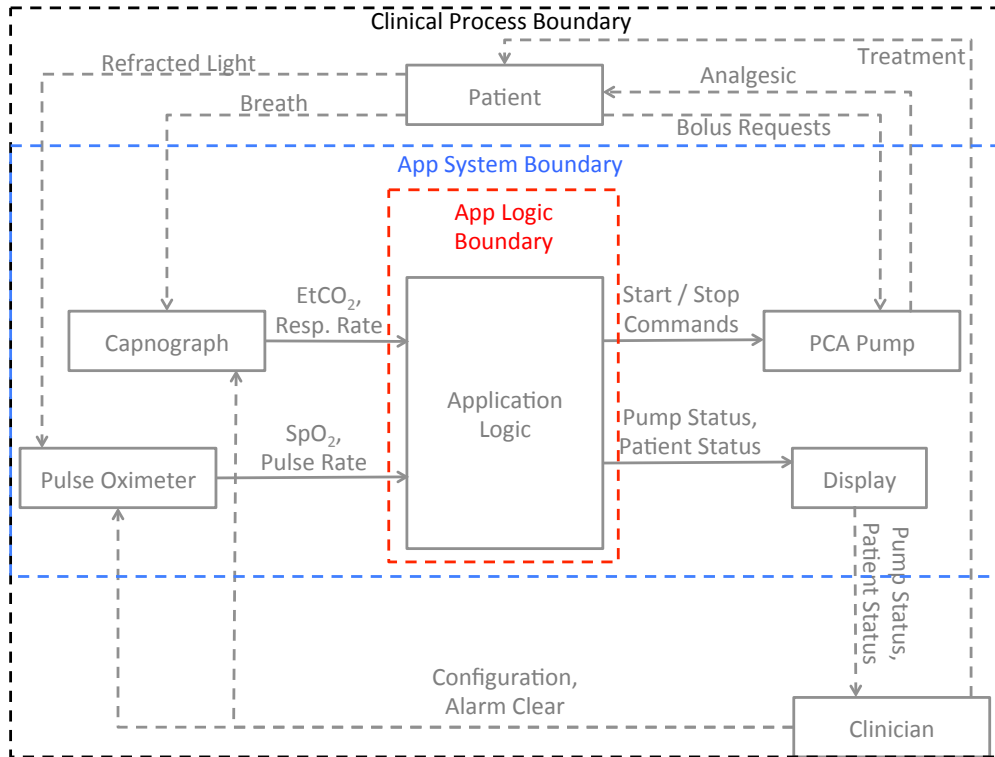 Clinical Process Boundary
Refracted Light
Treatment
Patient
Analgesic
Breath
Bolus Requests
App System Boundary
App Logic
Boundary
EtCO₂,
Resp. Rate
Start / Stop
Commands
Capnograph
PCA Pump
Application
Logic
SpO₂,
Pulse Rate
Pump Status,
Patient Status
Pulse Oximeter
Display
Pump Status,
Patient Status
Configuration,
Alarm Clear
Clinician